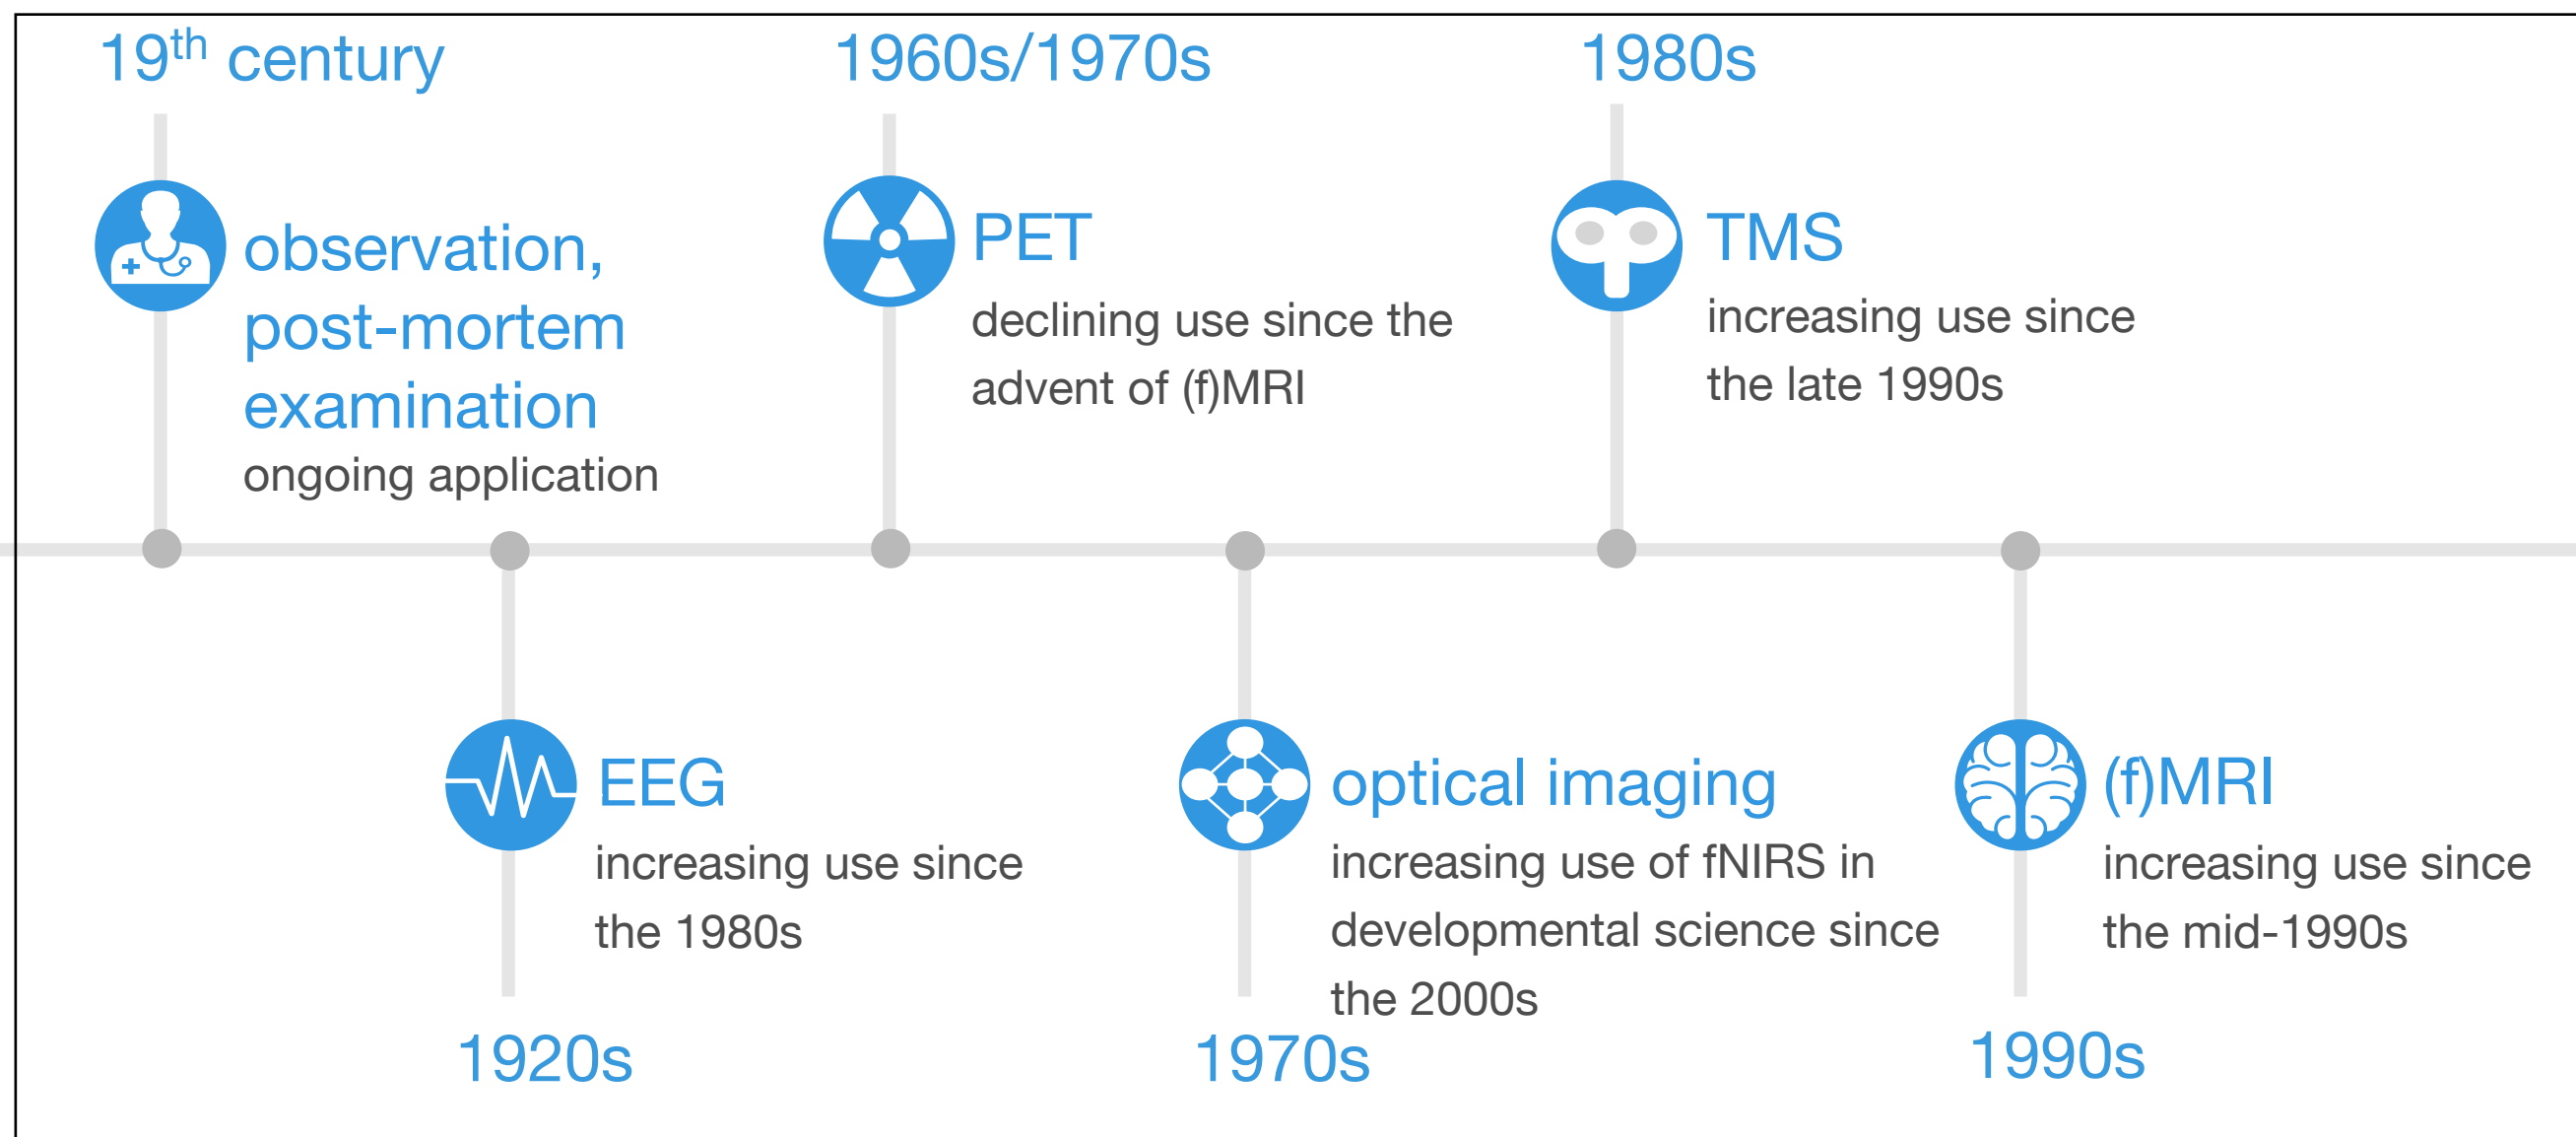 19th century
observation,
post-mortem
examination
ongoing application
EEG
increasing use since
the 1980s
1920s
1960s/1970s
PET
declining use since the
advent of (f)MRI
optical imaging
increasing use of fNIRS in
developmental science since
the 2000s
1970s
1980s
TMS
increasing use since
the late 1990s
(f)MRI
increasing use since
the mid-1990s
1990s